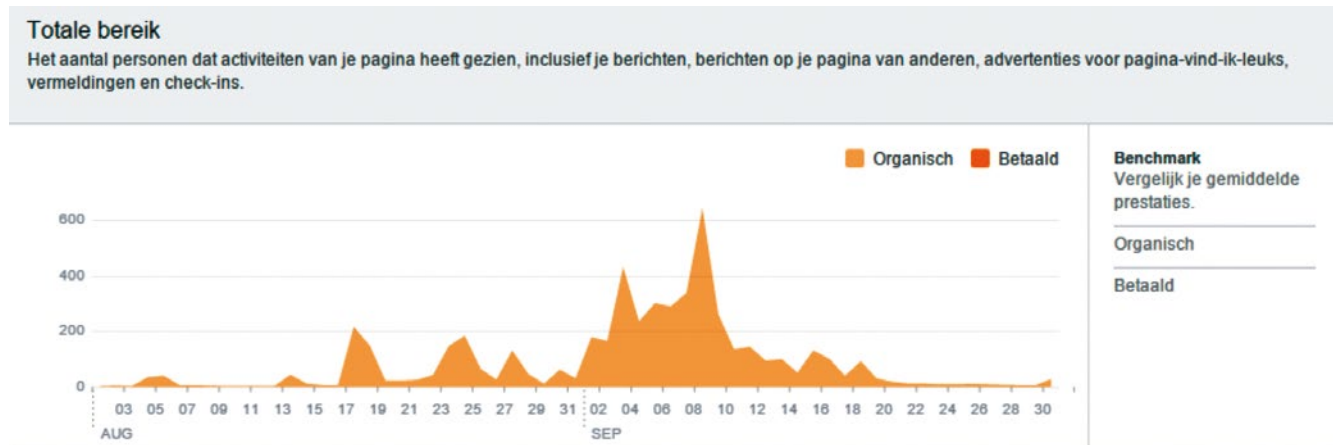 Totale bereik
Het aantal personen dat activiteiten van je pagina heeft gezien, inclusief je berichten, berichten op je pagina van anderen, advertenties voor pagina-vind-ik-leuks,
vermeldingen en check-ins.
Organisch Betaald
Benchmark
Vergelijk je gemiddelde
prestaties.
Organisch
Betaald
600
400
200
0
03 05 07 09 11 13 15 17 19 21 23 25 27 29 31 02 04 06 08 10 12 14 16 18 20 22 24 26 28 30
AUG SEP